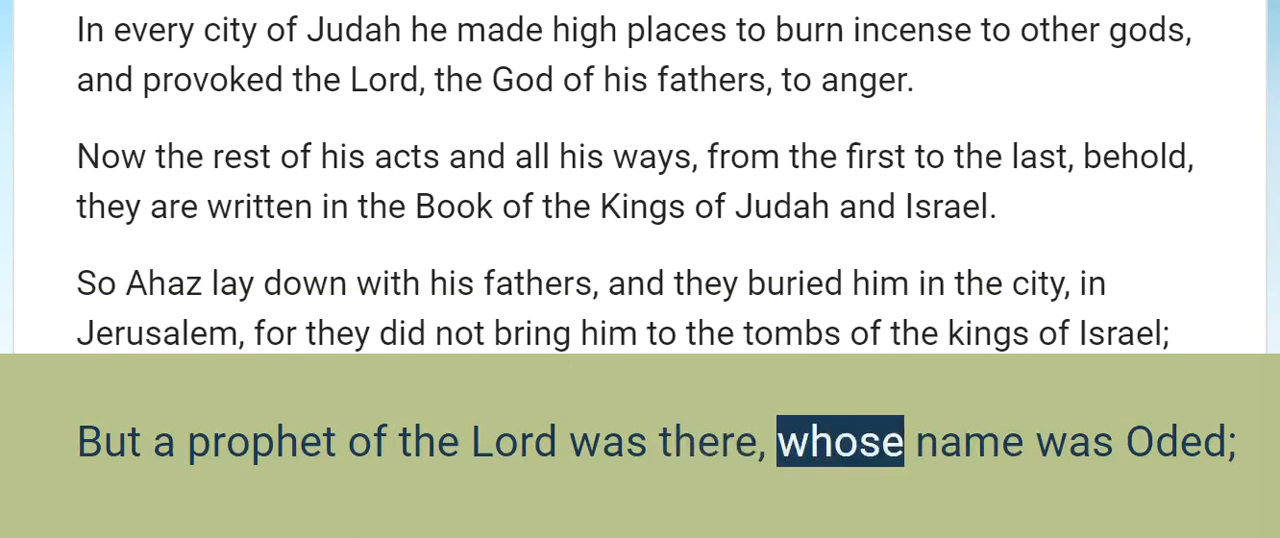 In every city of Judah he made high places to burn incense to other gods,
and provoked the Lord, the God of his fathers, to anger.
Now the rest of his acts and all his ways, from the first to the last, behold,
they are written in the Book of the Kings of Judah and Israel.
So Ahaz lay down with his fathers, and they buried him in the city, in
Jerusalem, for they did not bring him to the tombs of the kings of Israel;
But a prophet of the Lord was there, whose name was Oded;